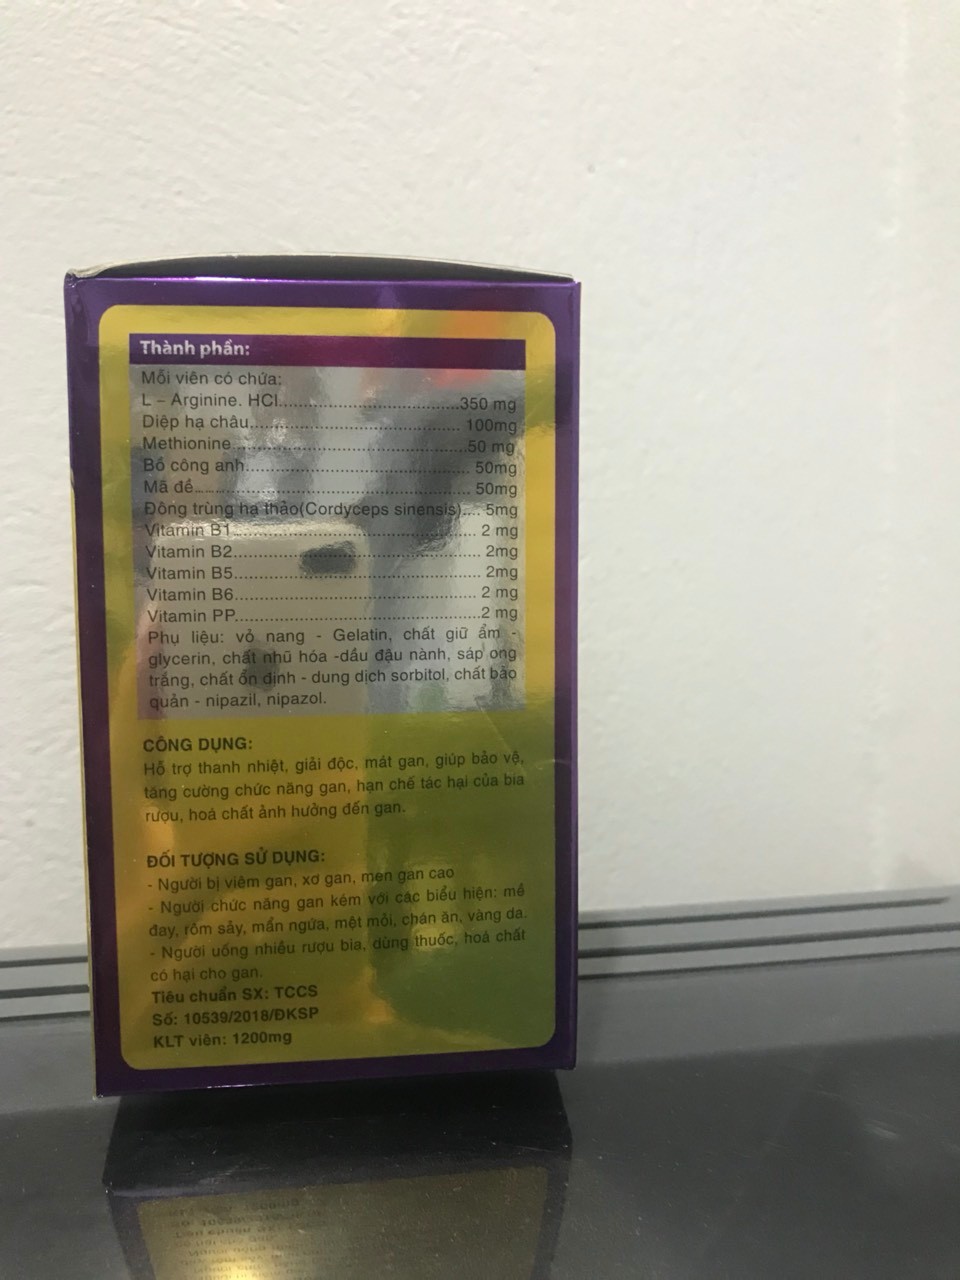 Thành phần:
Mỗi viên có chứa:
L – Arginine. HCl..........................350 mg
Diệp hạ châu.............................. 100mg
Methionine.................................50 mg
Bồ công anh................................ 50mg
Mã đề........................................ 50mg
Đông trùng hạ thảo(Cordyceps sinensis).... 5mg
Vitamin B1................................. 2 mg
Vitamin B2................................. 2mg
Vitamin B5................................. 2mg
Vitamin B6................................. 2 mg
Vitamin PP.................................2 mg
Phụ liệu: vỏ nang - Gelatin, chất giữ ẩm -
glycerin, chất nhũ hóa -dầu đậu nành, sáp ong
trắng, chất ổn định - dung dịch sorbitol, chất bảo
quản - nipazil, nipazol.
CÔNG DỤNG:
Hỗ trợ thanh nhiệt, giải độc, mát gan, giúp bảo vệ,
tăng cường chức năng gan, hạn chế tác hại của bia
rượu, hoá chất ảnh hưởng đến gan.
ĐỐI TƯỢNG SỬ DỤNG:
- Người bị viêm gan, xơ gan, men gan cao
- Người chức năng gan kém với các biểu hiện: mề
đay, rôm sảy, mẩn ngứa, mệt mỏi, chán ăn, vàng da.
- Người uống nhiều rượu bia, dùng thuốc, hoá chất
có hại cho gan.
Tiêu chuẩn SX: TCCS
Số: 10539/2018/ĐKSP
KLT viên: 1200mg